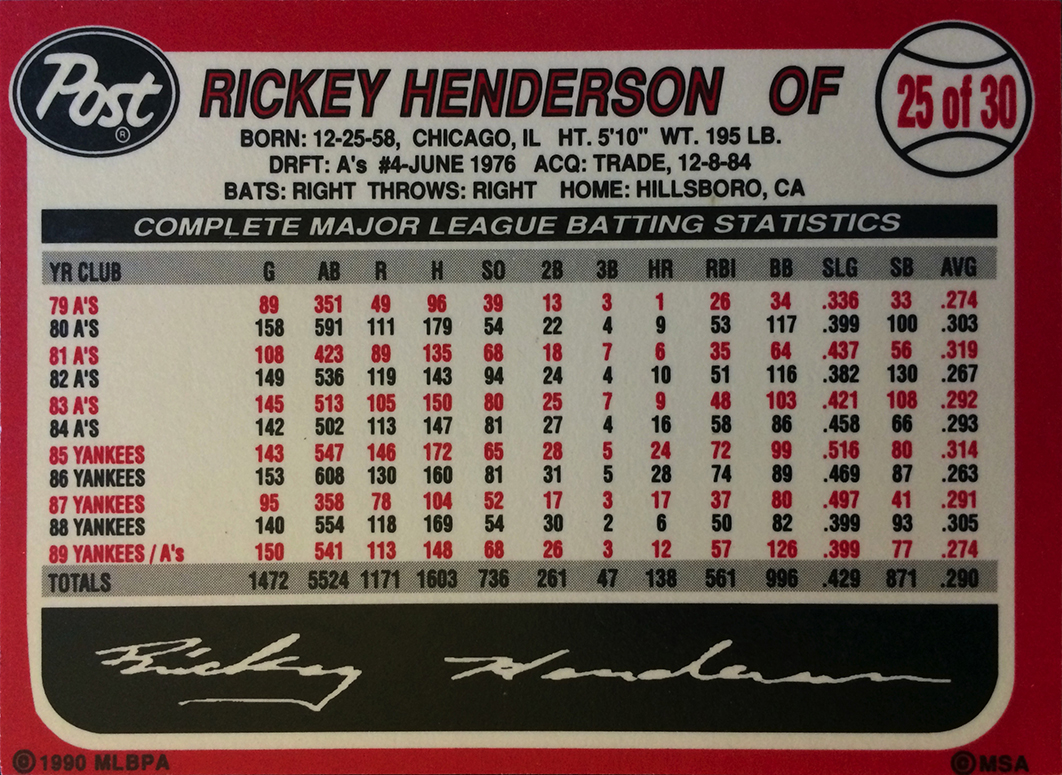 Post ®
RICKEY HENDERSON OF
25 of 30
BORN: 12-25-58, CHICAGO, IL HT. 5'10" WT. 195 LB.
DRFT: A's #4-JUNE 1976 ACQ: TRADE, 12-8-84
BATS: RIGHT THROWS: RIGHT HOME: HILLSBORO, CA
COMPLETE MAJOR LEAGUE BATTING STATISTICS
YR CLUB G AB R H SO 2B 3B HR RBI BB SLG SB AVG
79 A'S 89 351 49 96 39 13 3 1 26 34 .336 33 .274
80 A'S 158 591 111 179 54 22 4 9 53 117 .399 100 .303
81 A'S 108 423 89 135 68 18 7 6 35 64 .437 56 .319
82 A'S 149 536 119 143 94 24 4 10 51 116 .382 130 .267
83 A'S 145 513 105 150 80 25 7 9 48 103 .421 108 .292
84 A'S 142 502 113 147 81 27 4 16 58 86 .458 66 .293
85 YANKEES 143 547 146 172 65 28 5 24 72 99 .516 80 .314
86 YANKEES 153 608 130 160 81 31 5 28 74 89 .469 87 .263
87 YANKEES 95 358 78 104 52 17 3 17 37 80 .497 41 .291
88 YANKEES 140 554 118 169 54 30 2 6 50 82 .399 93 .305
89 YANKEES / A's 150 541 113 148 68 26 3 12 57 126 .399 77 .274
TOTALS 1472 5524 1171 1603 736 261 47 138 561 996 .429 871 .290
Rickey Henderson
© 1990 MLBPA
© MSA